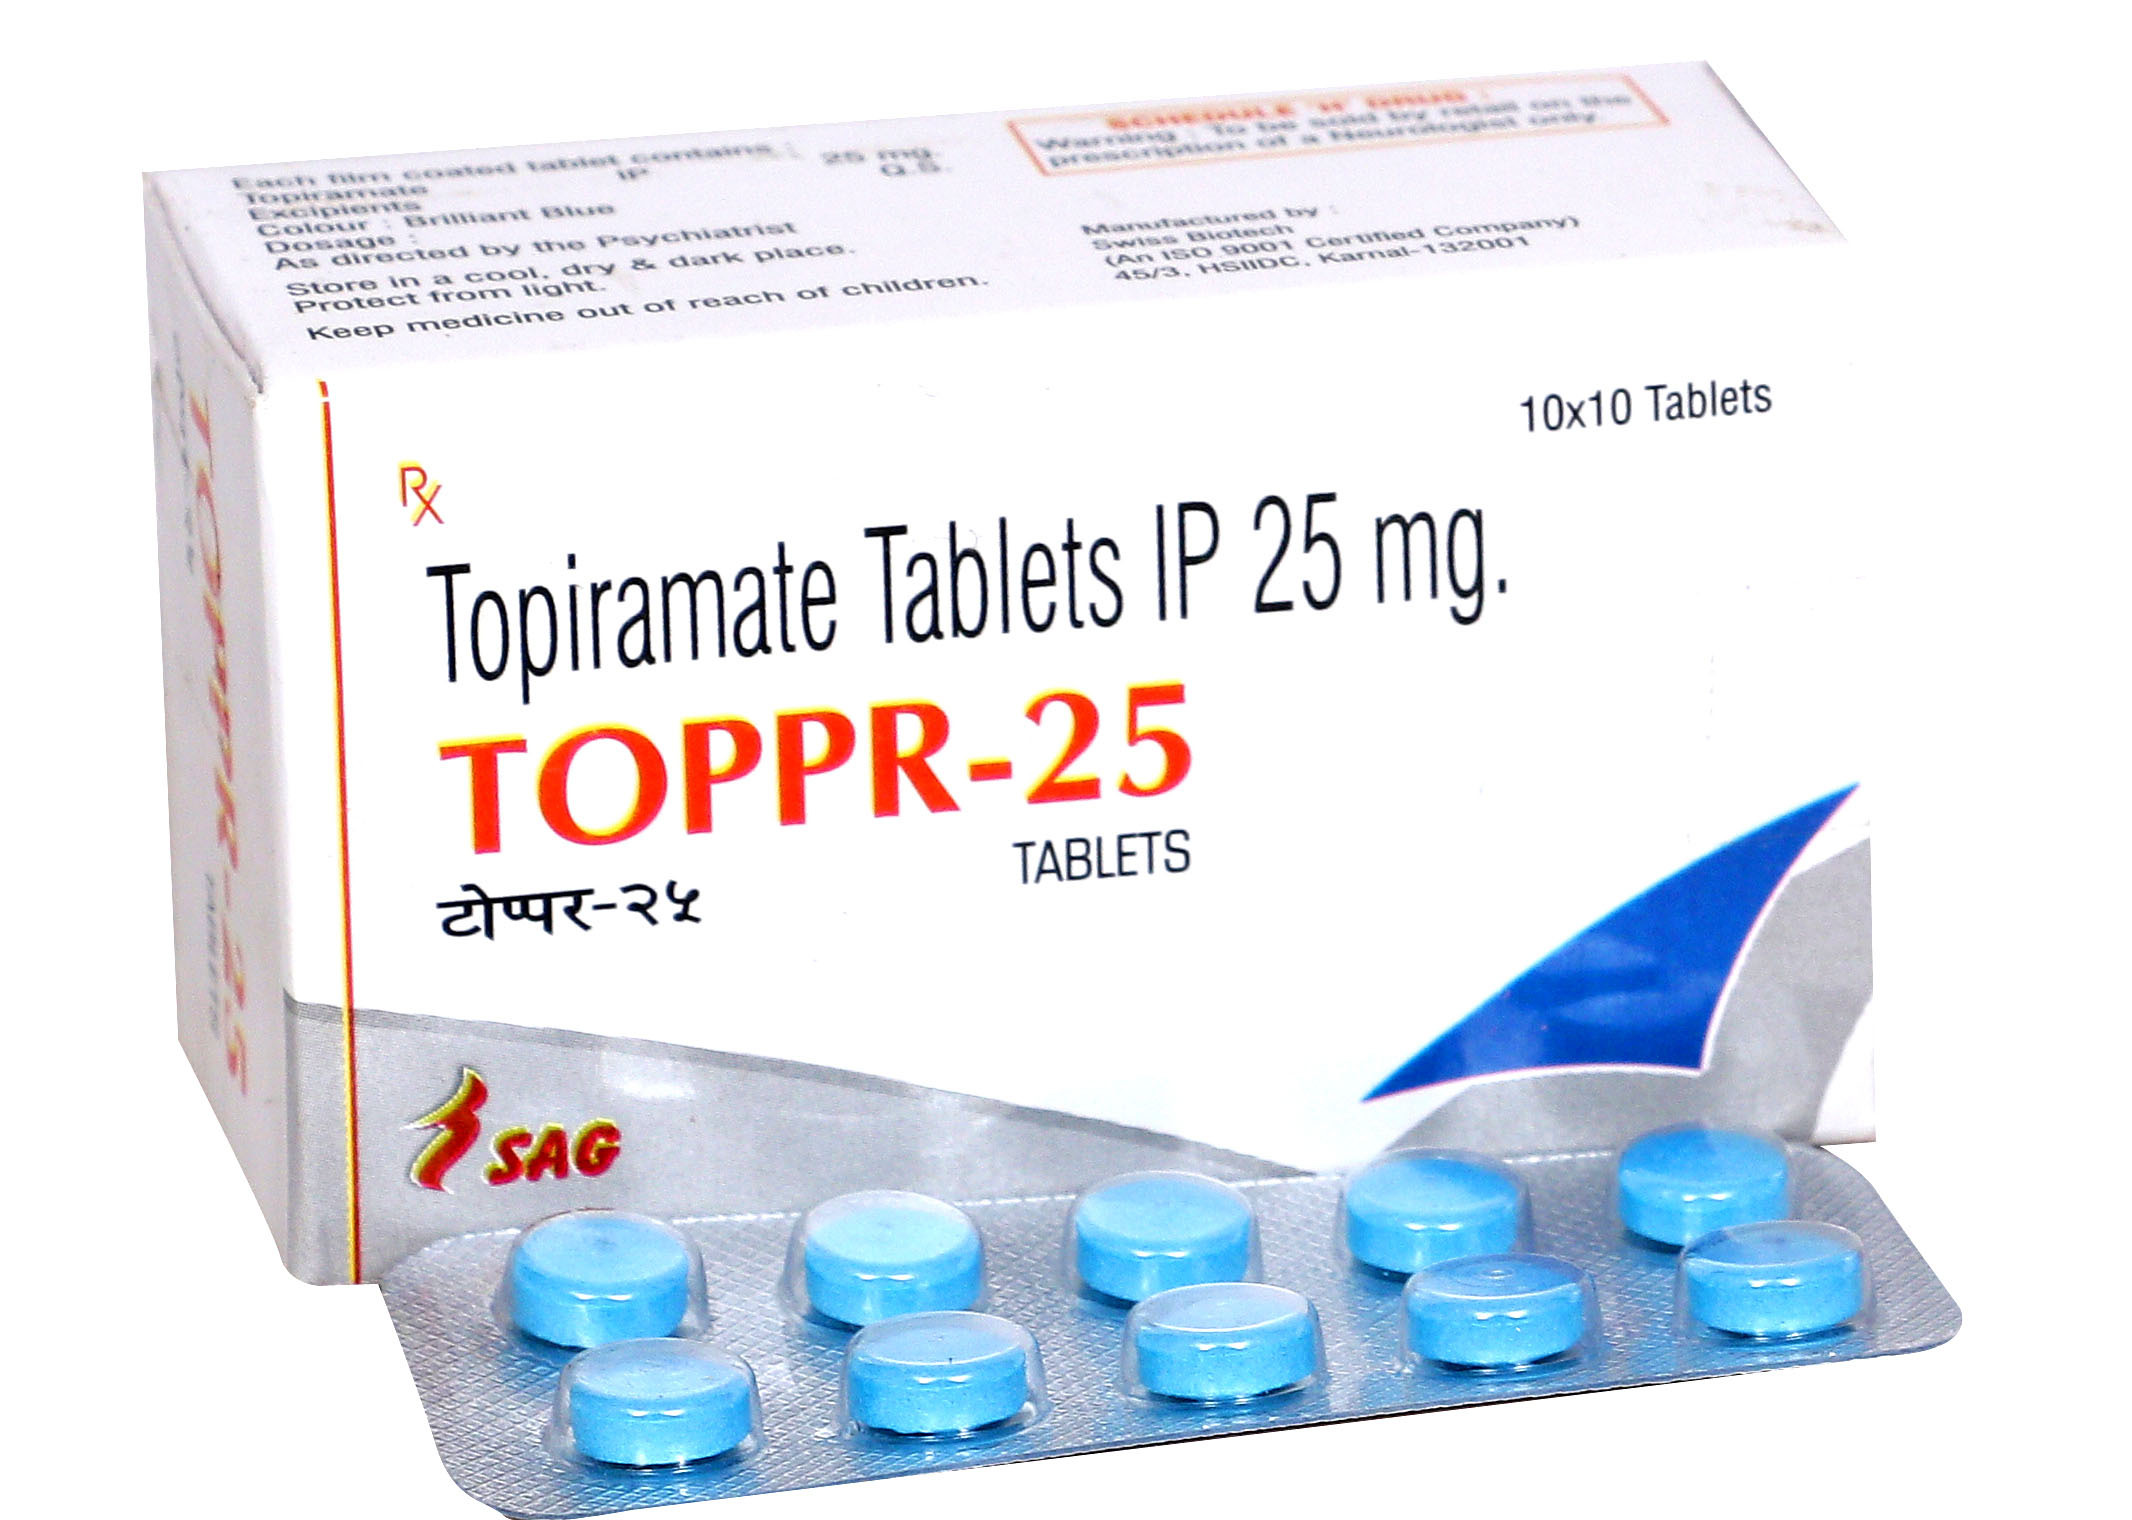 Each film coated tablet contains :
Topiramate IP 25 mg.
Excipients Q.S.
Colour : Brilliant Blue
Dosage :
As directed by the Psychiatrist
Store in a cool, dry & dark place.
Protect from light.
Keep medicine out of reach of children.
SCHEDULE 'H' DRUG :
Warning : To be sold by retail on the
prescription of a Neurologist only
Manufactured by :
Swiss Biotech
(An ISO 9001 Certified Company)
45/3, HSIIDC, Karnal-132001
10x10 Tablets
Rx
Topiramate Tablets IP 25 mg.
TOPPR-25
TABLETS
टोप्पर-२५
SAG
TOPPR-25
TABLETS